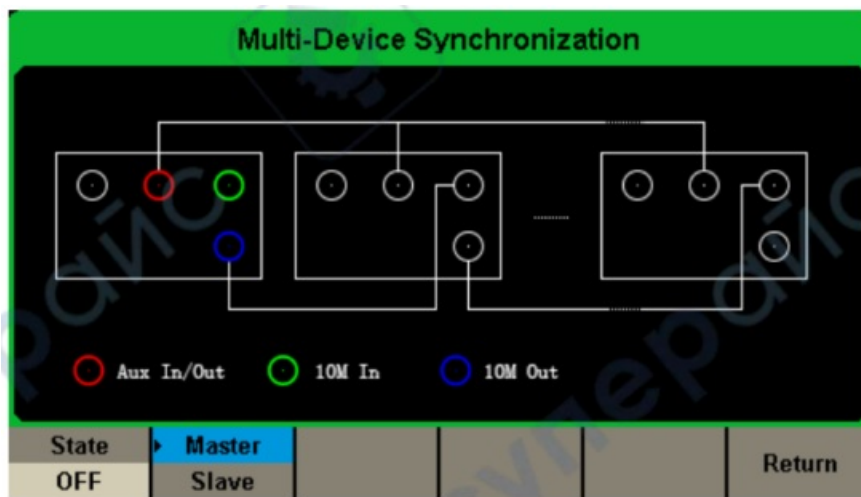 Multi-Device Synchronization
Aux In/Out 10M In 10M Out
State Master
OFF Slave Return